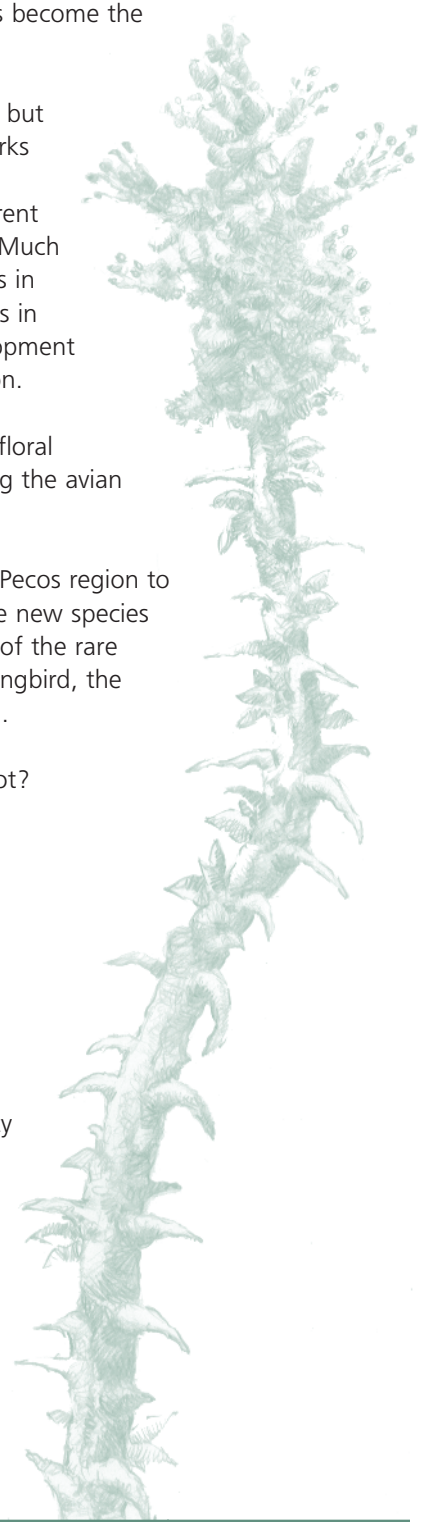 s become the
but
rks
rent
Much
s in
s in
opment
on.
floral
g the avian
Pecos region to
e new species
of the rare
ngbird, the
.
ot?
y